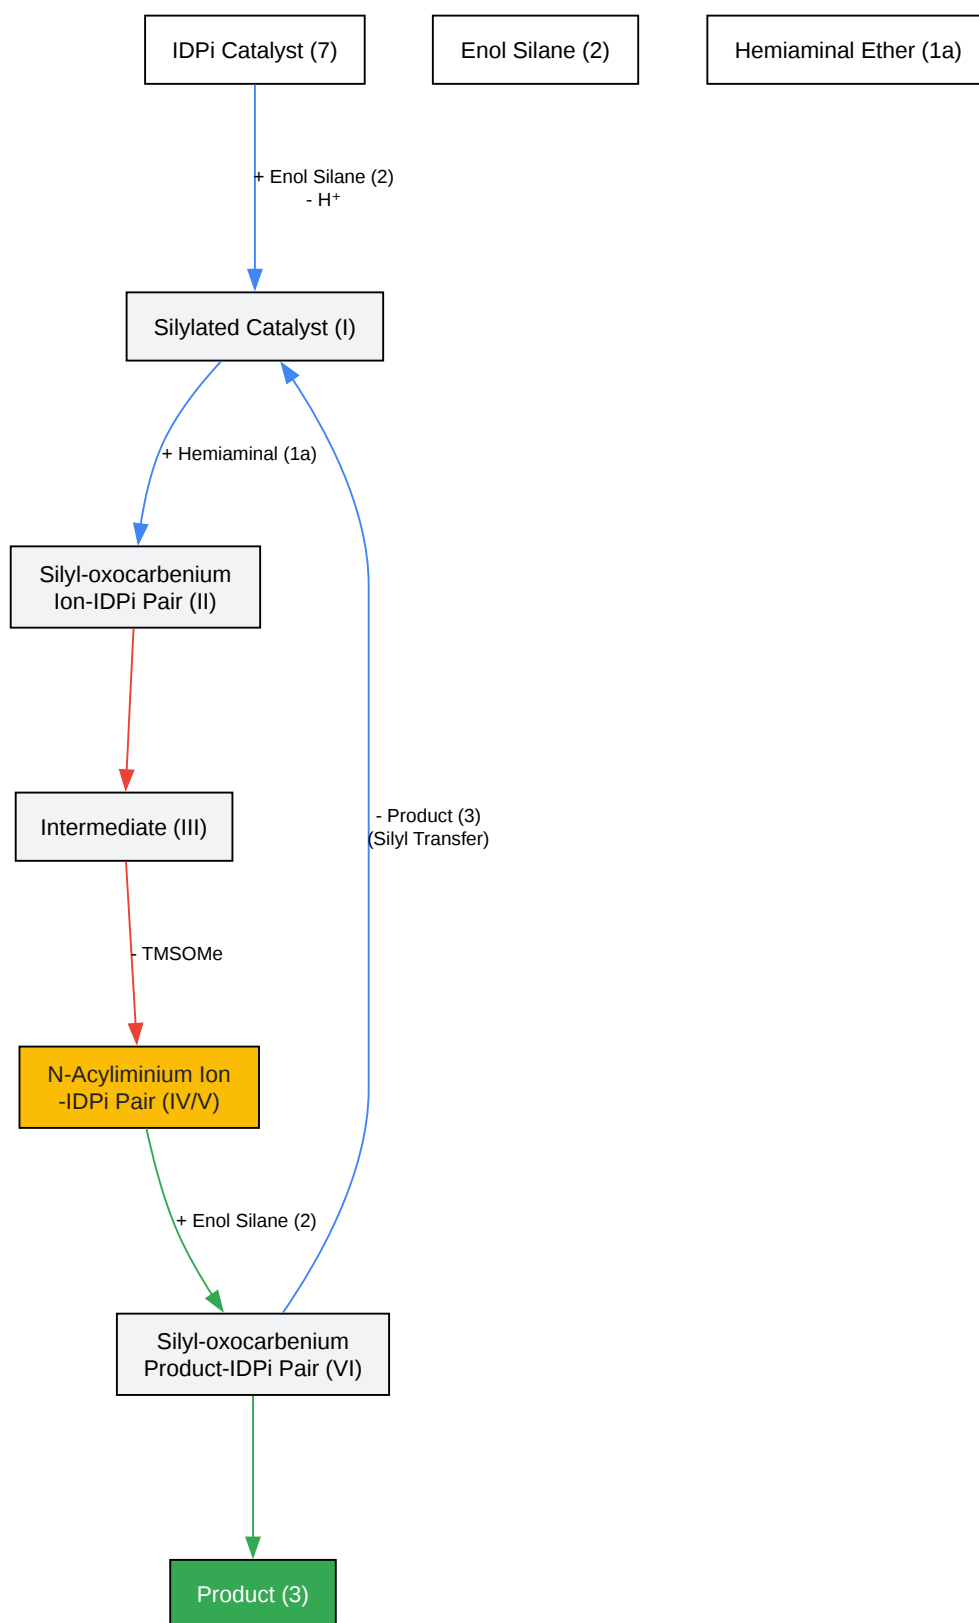 IDPi Catalyst (7)
Enol Silane (2)
Hemiaminal Ether (1a)
+ Enol Silane (2)
- H⁺
Silylated Catalyst (I)
+ Hemiaminal (1a)
Silyl-oxocarbenium
Ion-IDPi Pair (II)
Intermediate (III)
- Product (3)
(Silyl Transfer)
- TMSOMe
N-Acyliminium Ion
-IDPi Pair (IV/V)
+ Enol Silane (2)
Silyl-oxocarbenium
Product-IDPi Pair (VI)
Product (3)